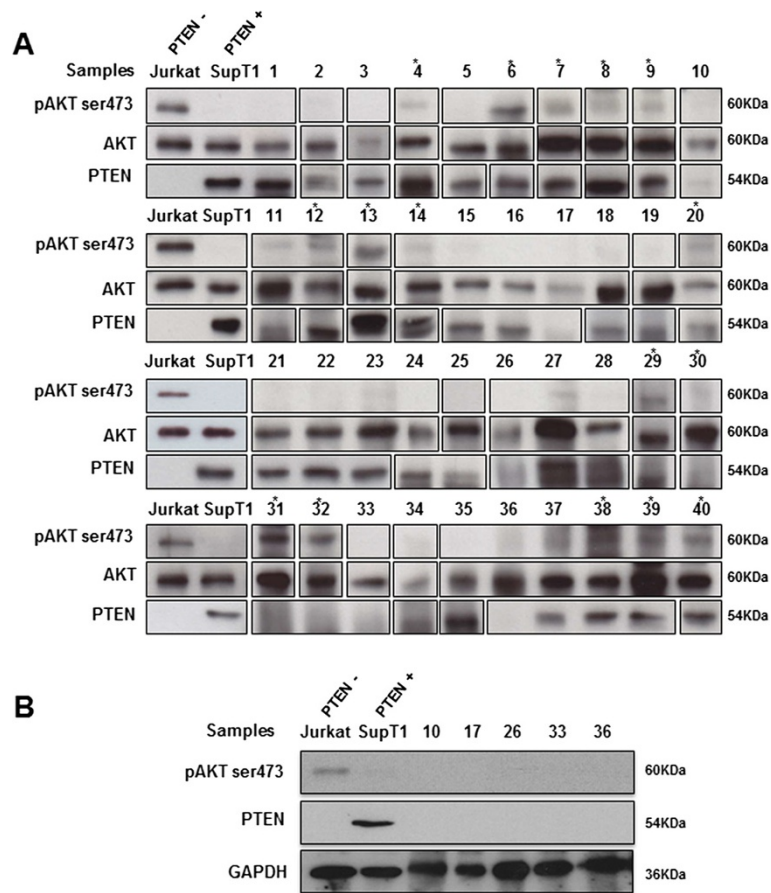 PTEN - PTEN +
A
Samples Jurkat SupT1 1 2 3 *4 5 *6 *7 *8 *9 10
pAKT ser473 60KDa
AKT 60KDa
PTEN 54KDa
Jurkat SupT1 11 *12 *13 *14 15 16 17 18 19 *20
pAKT ser473 60KDa
AKT 60KDa
PTEN 54KDa
Jurkat SupT1 21 22 23 24 25 26 27 28 *29 *30
pAKT ser473 60KDa
AKT 60KDa
PTEN 54KDa
Jurkat SupT1 *31 *32 33 34 35 36 37 *38 *39 *40
pAKT ser473 60KDa
AKT 60KDa
PTEN 54KDa
B
PTEN - PTEN +
Samples Jurkat SupT1 10 17 26 33 36
pAKT ser473 60KDa
PTEN 54KDa
GAPDH 36KDa